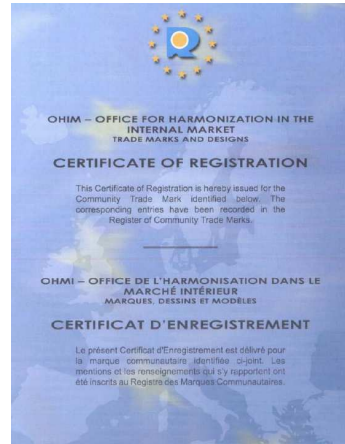 OHIM – OFFICE FOR HARMONIZATION IN THE
INTERNAL MARKET
TRADE MARKS AND DESIGNS
CERTIFICATE OF REGISTRATION
This Certificate of Registration is hereby issued for the
Community Trade Mark identified below. The
corresponding entries have been recorded in the
Register of Community Trade Marks.
OHMI – OFFICE DE L'HARMONISATION DANS LE
MARCHÉ INTÉRIEUR
MARQUES, DESSINS ET MODÈLES
CERTIFICAT D'ENREGISTREMENT
Le présent Certificat d'Enregistrement est délivré pour
la marque communautaire identifiée ci-joint. Les
mentions et les renseignements qui s'y rapportent ont
été inscrits au Registre des Marques Communautaires.